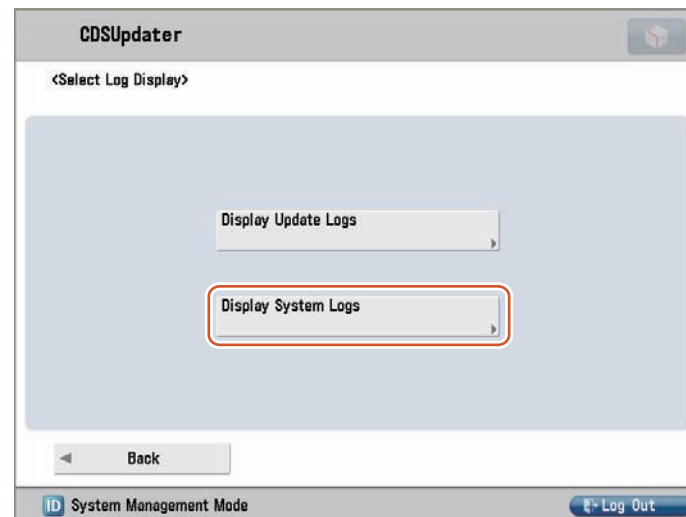 CDSUpdater
<Select Log Display>
Display Update Logs
Display System Logs
Back
ID System Management Mode
Log Out